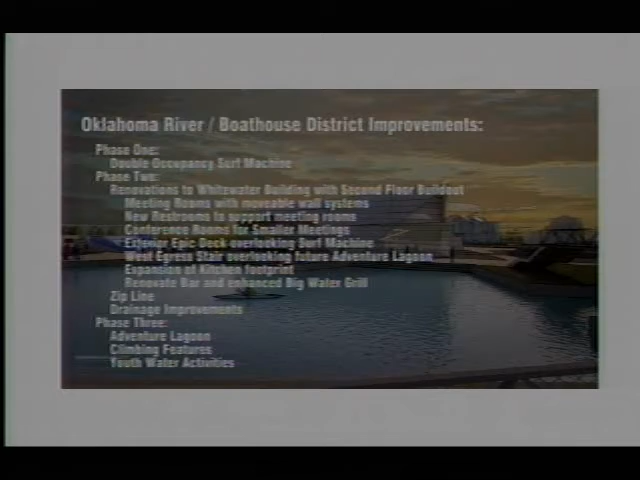 Oklahoma River / Boathouse District Improvements:
Phase One:
Double Occupancy Surf Machine
Phase Two:
Renovations to Whitewater Building with Second Floor Buildout
Meeting Rooms with moveable wall systems
New Restrooms to support meeting rooms
Conference Rooms for Smaller Meetings
Exterior Epic Deck overlooking Surf Machine
West Egress Stair overlooking future Adventure Lagoon
Expansion of Kitchen footprint
Renovate Bar and enhanced Big Water Grill
Zip Line
Drainage Improvements
Phase Three:
Adventure Lagoon
Climbing Features
Youth Water Activities